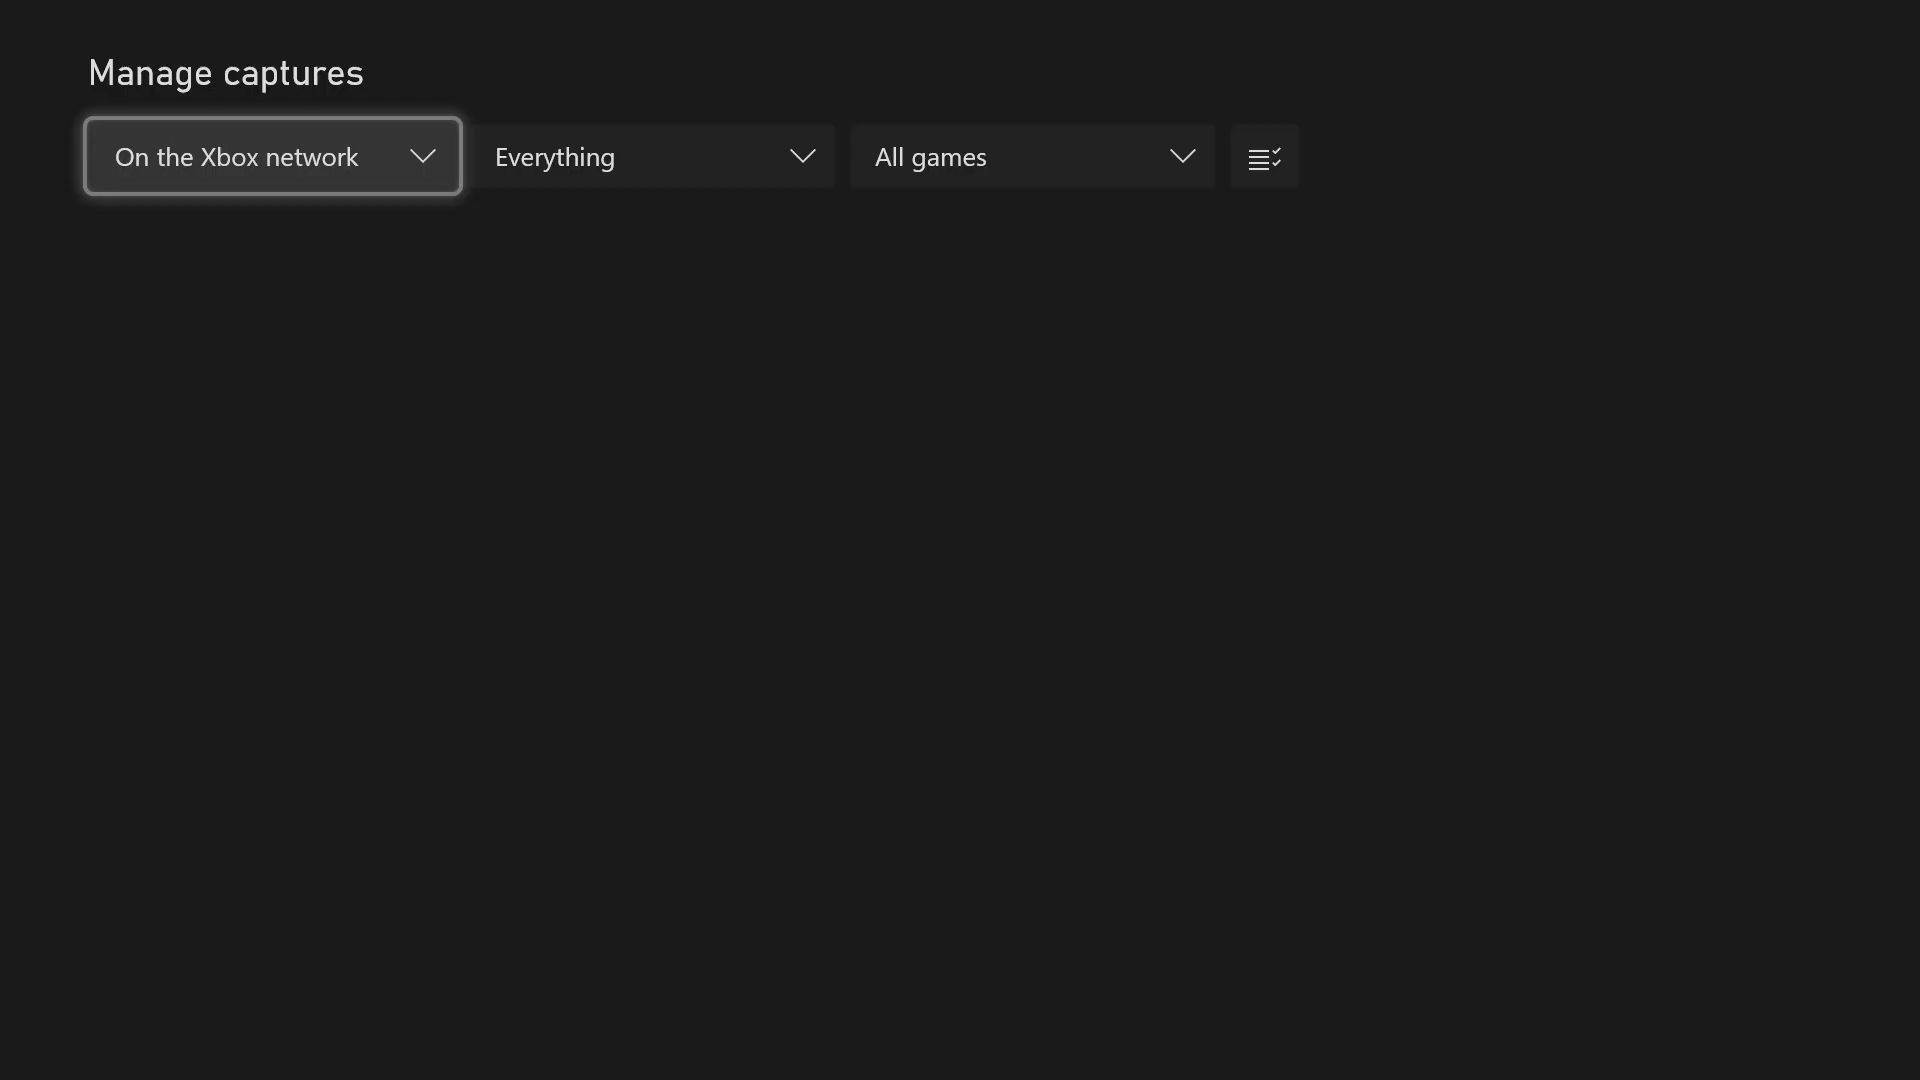 Manage captures
On the Xbox network
Everything
All games